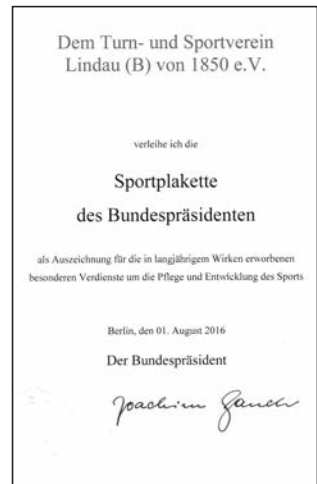 Dem Turn- und Sportverein
Lindau (B) von 1850 e.V.
verleihe ich die
Sportplakette
des Bundespräsidenten
als Auszeichnung für die in langjährigem Wirken erworbenen
besonderen Verdienste um die Pflege und Entwicklung des Sports
Berlin, den 01. August 2016
Der Bundespräsident
Joachim Gauck